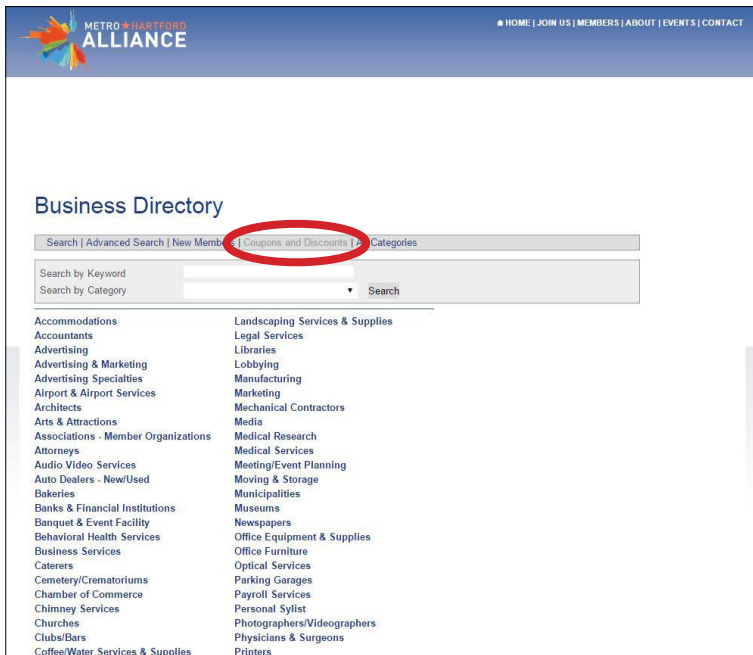 METRO★HARTFORD
ALLIANCE
HOME | JOIN US | MEMBERS | ABOUT | EVENTS | CONTACT
Business Directory
Search | Advanced Search | New Members | Coupons and Discounts | All Categories
Search by Keyword
Search by Category
Search
Accommodations
Accountants
Advertising
Advertising & Marketing
Advertising Specialties
Airport & Airport Services
Architects
Arts & Attractions
Associations - Member Organizations
Attorneys
Audio Video Services
Auto Dealers - New/Used
Bakeries
Banks & Financial Institutions
Banquet & Event Facility
Behavioral Health Services
Business Services
Caterers
Cemetery/Crematoriums
Chamber of Commerce
Chimney Services
Churches
Clubs/Bars
Coffee/Water Services & Supplies
Landscaping Services & Supplies
Legal Services
Libraries
Lobbying
Manufacturing
Marketing
Mechanical Contractors
Media
Medical Research
Medical Services
Meeting/Event Planning
Moving & Storage
Municipalities
Museums
Newspapers
Office Equipment & Supplies
Office Furniture
Optical Services
Parking Garages
Payroll Services
Personal Sylist
Photographers/Videographers
Physicians & Surgeons
Printers